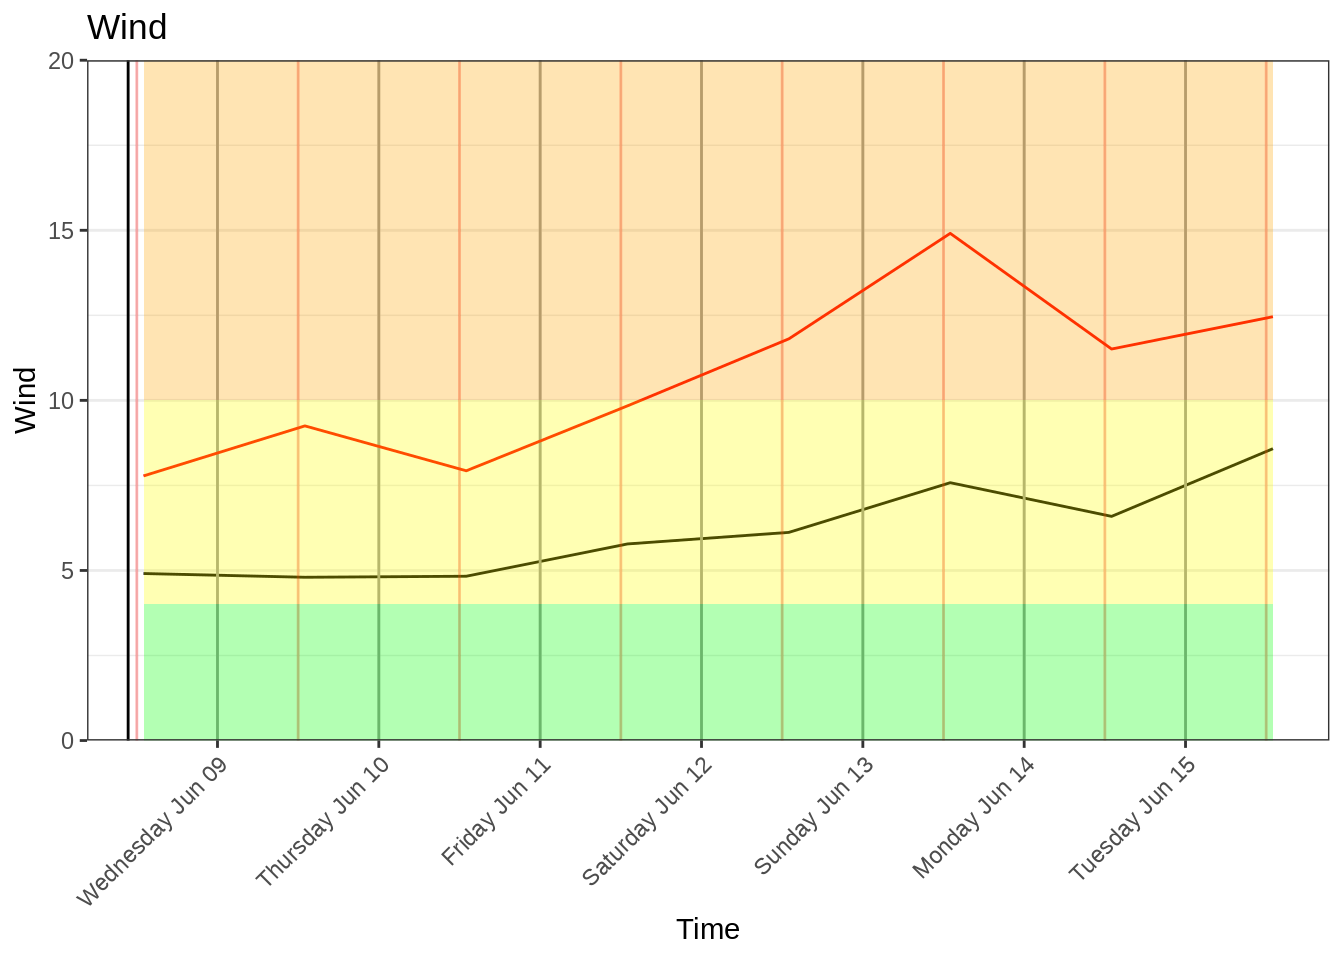 Wind
20
15
10
5
0
Wind
Wednesday Jun 09
Thursday Jun 10
Friday Jun 11
Saturday Jun 12
Sunday Jun 13
Monday Jun 14
Tuesday Jun 15
Time